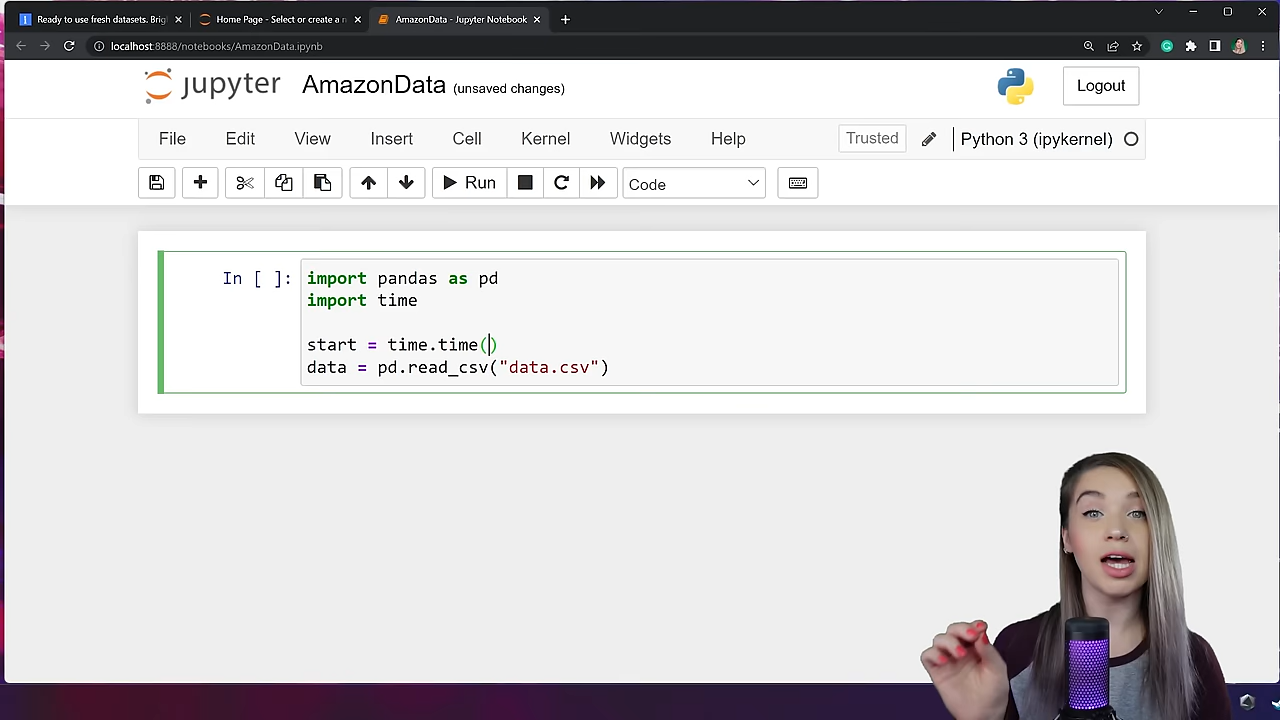 Ready to use fresh datasets. Brig
Home Page - Select or create a n
AmazonData - Jupyter Notebook
localhost:8888/notebooks/AmazonData.ipynb
jupyter AmazonData (unsaved changes)
Logout
File Edit View Insert Cell Kernel Widgets Help Trusted Python 3 (ipykernel)
Run Code
In [ ]: import pandas as pd
import time
start = time.time()
data = pd.read_csv("data.csv")